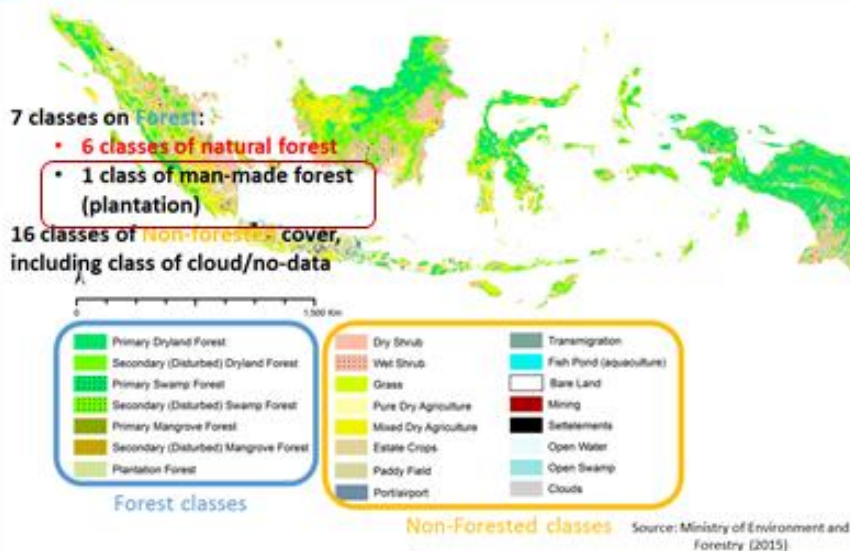 7 classes on Forest:
• 6 classes of natural forest
• 1 class of man-made forest
(plantation)
16 classes of Non-forested cover,
including class of cloud/no-data
0 1,500 Km
Primary Dryland Forest
Secondary (Disturbed) Dryland Forest
Primary Swamp Forest
Secondary (Disturbed) Swamp Forest
Primary Mangrove Forest
Secondary (Disturbed) Mangrove Forest
Plantation Forest
Forest classes
Dry Shrub
Wet Shrub
Grass
Pure Dry Agriculture
Mixed Dry Agriculture
Estate Crops
Paddy Field
Port/airport
Transmigration
Fish Pond (aquaculture)
Bare Land
Mining
Settelements
Open Water
Open Swamp
Clouds
Non-Forested classes
Source: Ministry of Environment and
Forestry (2015)